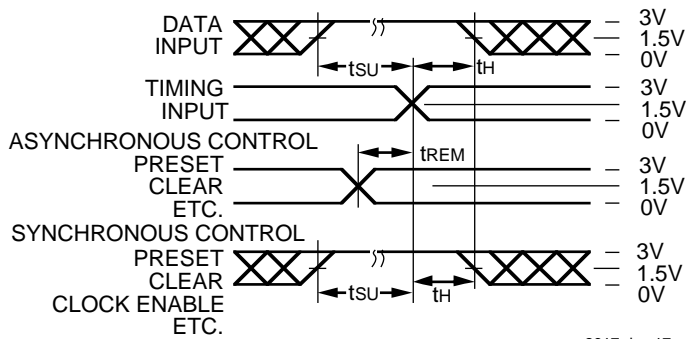 DATA INPUT
3V
1.5V
0V
tSU
tH
TIMING INPUT
3V
1.5V
0V
ASYNCHRONOUS CONTROL
tREM
PRESET
CLEAR
ETC.
3V
1.5V
0V
SYNCHRONOUS CONTROL
PRESET
CLEAR
CLOCK ENABLE
ETC.
tSU
tH
3V
1.5V
0V